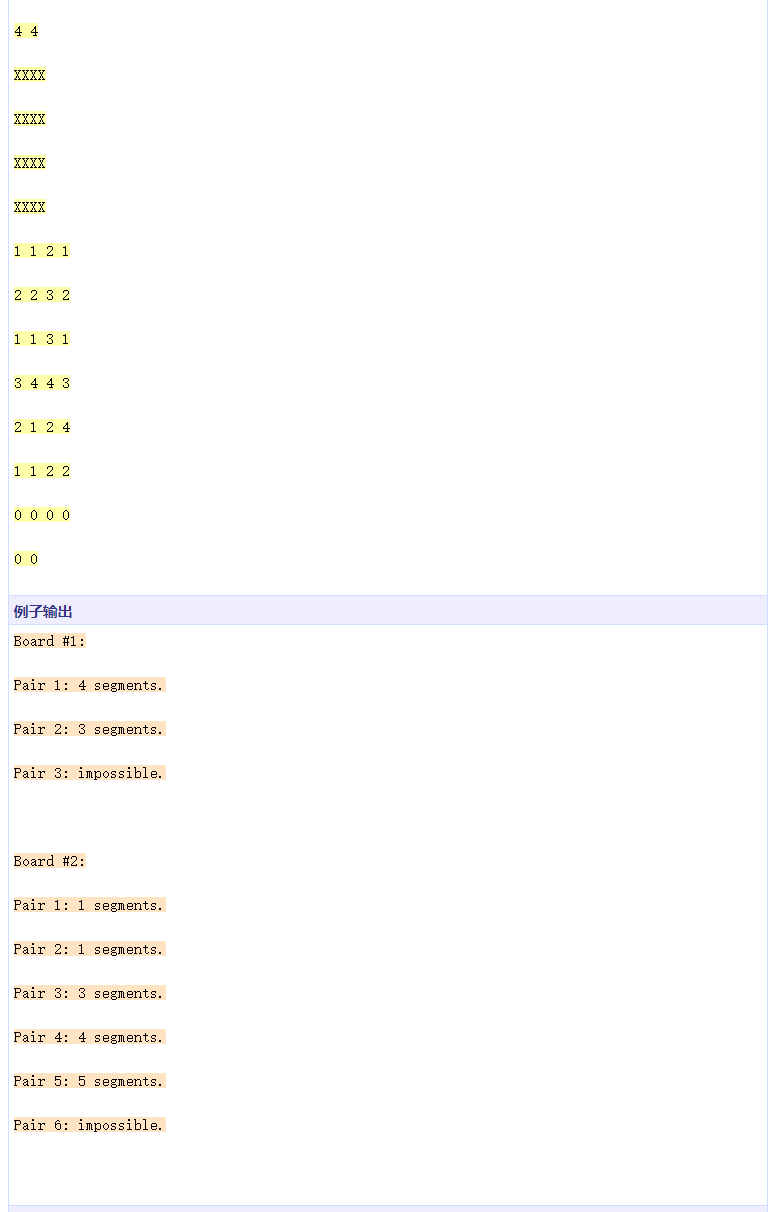 4 4
XXXX
XXXX
XXXX
XXXX
1 1 2 1
2 2 3 2
1 1 3 1
3 4 4 3
2 1 2 4
1 1 2 2
0 0 0 0
0 0
例子输出
Board #1:
Pair 1: 4 segments.
Pair 2: 3 segments.
Pair 3: impossible.
Board #2:
Pair 1: 1 segments.
Pair 2: 1 segments.
Pair 3: 3 segments.
Pair 4: 4 segments.
Pair 5: 5 segments.
Pair 6: impossible.